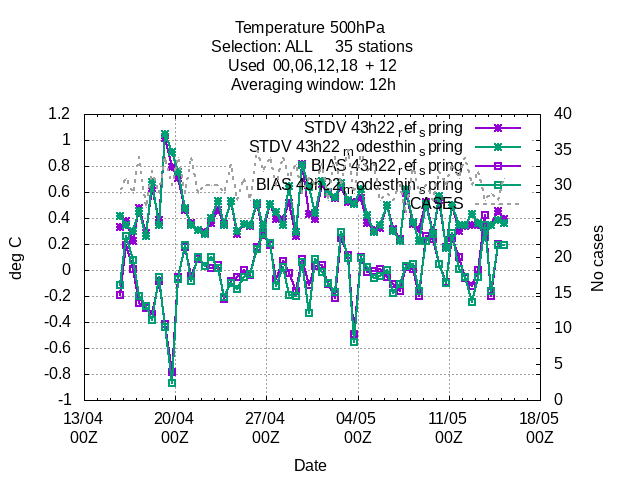 Temperature 500hPa
Selection: ALL 35 stations
Used 00,06,12,18 + 12
Averaging window: 12h
STDV 43h22_ref_spring
STDV 43h22_modesthin_spring
BIAS 43h22_ref_spring
BIAS 43h22_modesthin_spring
CASES
deg C
1.2
1
0.8
0.6
0.4
0.2
0
-0.2
-0.4
-0.6
-0.8
-1
No cases
40
35
30
25
20
15
10
5
0
13/04 20/04 27/04 04/05 11/05 18/05
00Z 00Z 00Z 00Z 00Z 00Z
Date